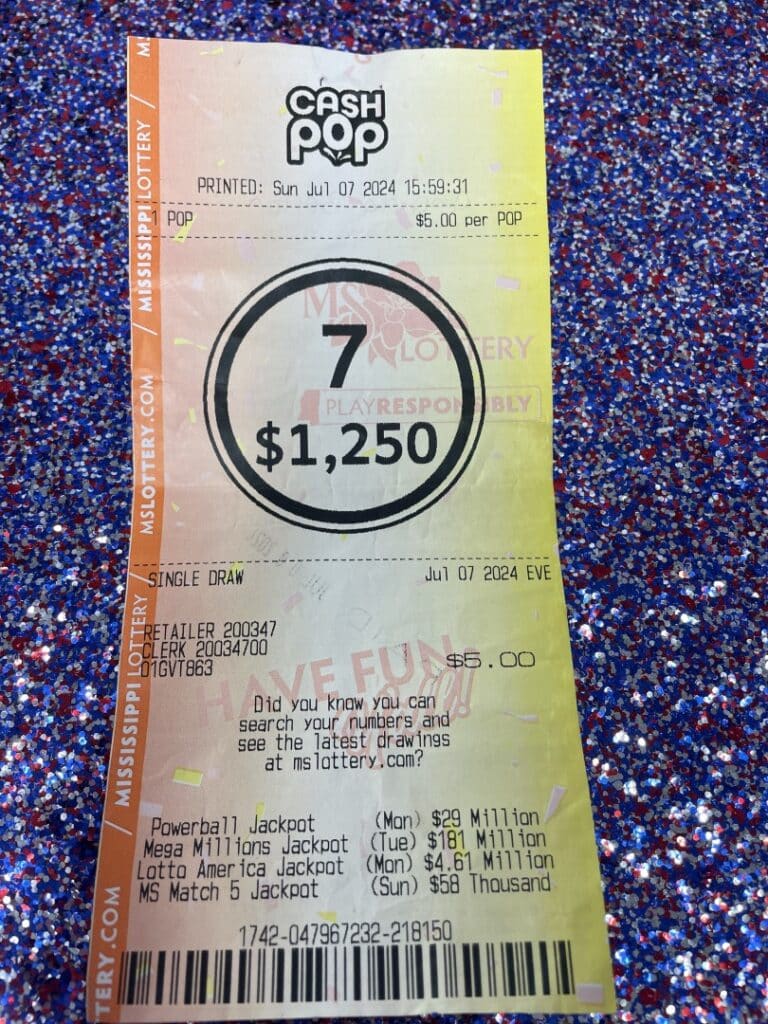 CASH
POP
PRINTED: Sun Jul 07 2024 15:59:31
1 POP $5.00 per POP
MS
LOTTERY
PLAYRESPONSIBLY
7
$1,250
SINGLE DRAW Jul 07 2024 EVE
RETAILER 200347
CLERK 20034700
01GVT863 $5.00
HAVE FUN!
Did you know you can
search your numbers and
see the latest drawings
at mslottery.com?
Powerball Jackpot (Mon) $29 Million
Mega Millions Jackpot (Tue) $181 Million
Lotto America Jackpot (Mon) $4.61 Million
MS Match 5 Jackpot (Sun) $58 Thousand
1742-047967232-218150
TERY.COM / MISSISSIPPI LOTTERY / MSLOTTERY.COM / MISSISSIPPI LOTTERY / M